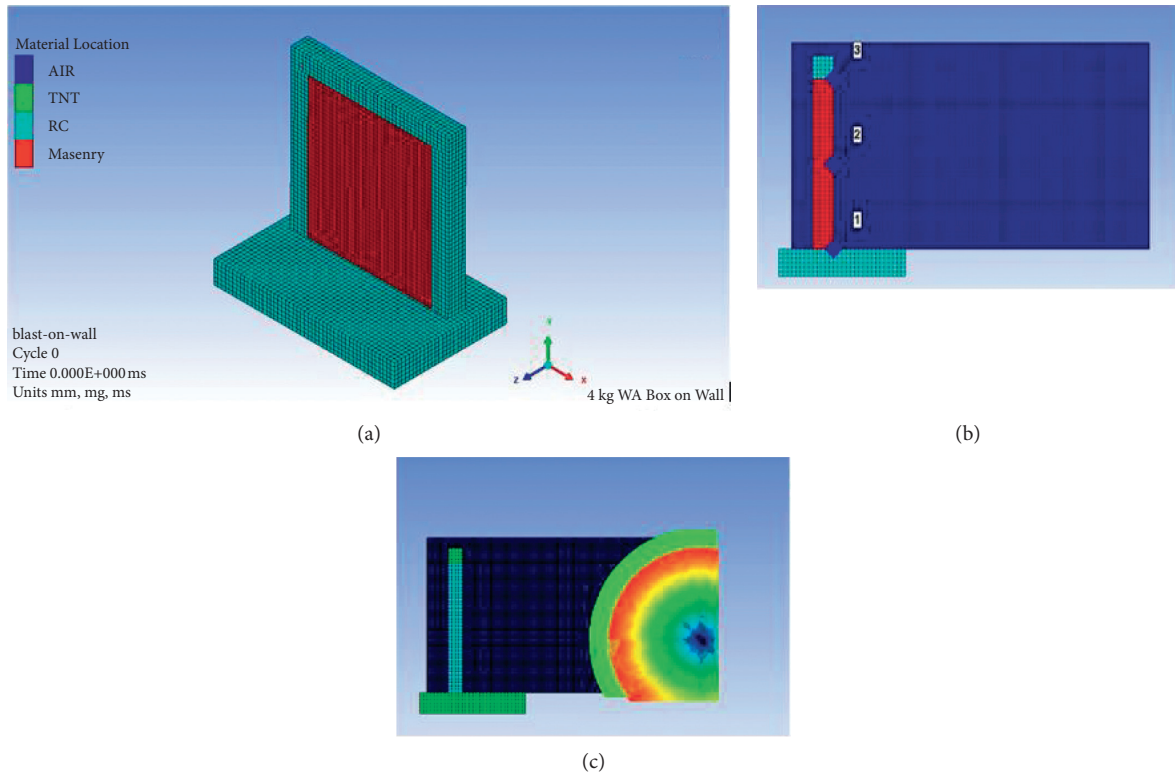 Material Location
AIR
TNT
RC
Masenry
blast-on-wall
Cycle 0
Time 0.000E+000 ms
Units mm, mg, ms
Y
Z
X
4 kg WA Box on Wall
(a)
3
2
1
(b)
(c)